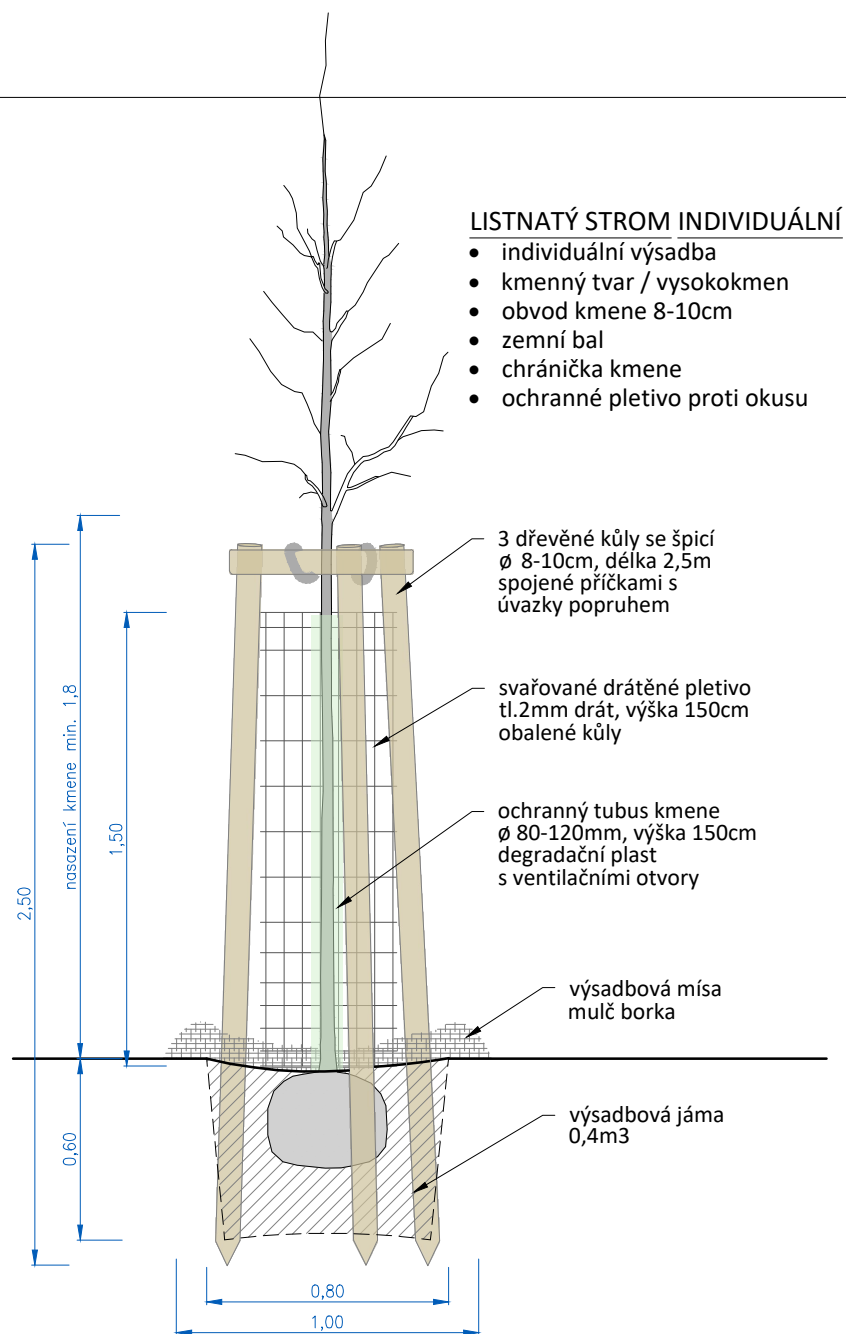 LISTNATÝ STROM INDIVIDUÁLNÍ
• individuální výsadba
• kmenný tvar / vysokokmen
• obvod kmene 8-10cm
• zemní bal
• chránička kmene
• ochranné pletivo proti okusu
3 dřevěné kůly se špicí
ø 8-10cm, délka 2,5m
spojené příčkami s
úvazky popruhem
svařované drátěné pletivo
tl.2mm drát, výška 150cm
obalené kůly
ochranný tubus kmene
ø 80-120mm, výška 150cm
degradační plast
s ventilačními otvory
výsadbová mísa
mulč borka
výsadbová jáma
0,4m3
2,50
nasazení kmene min. 1,8
1,50
0,60
0,80
1,00